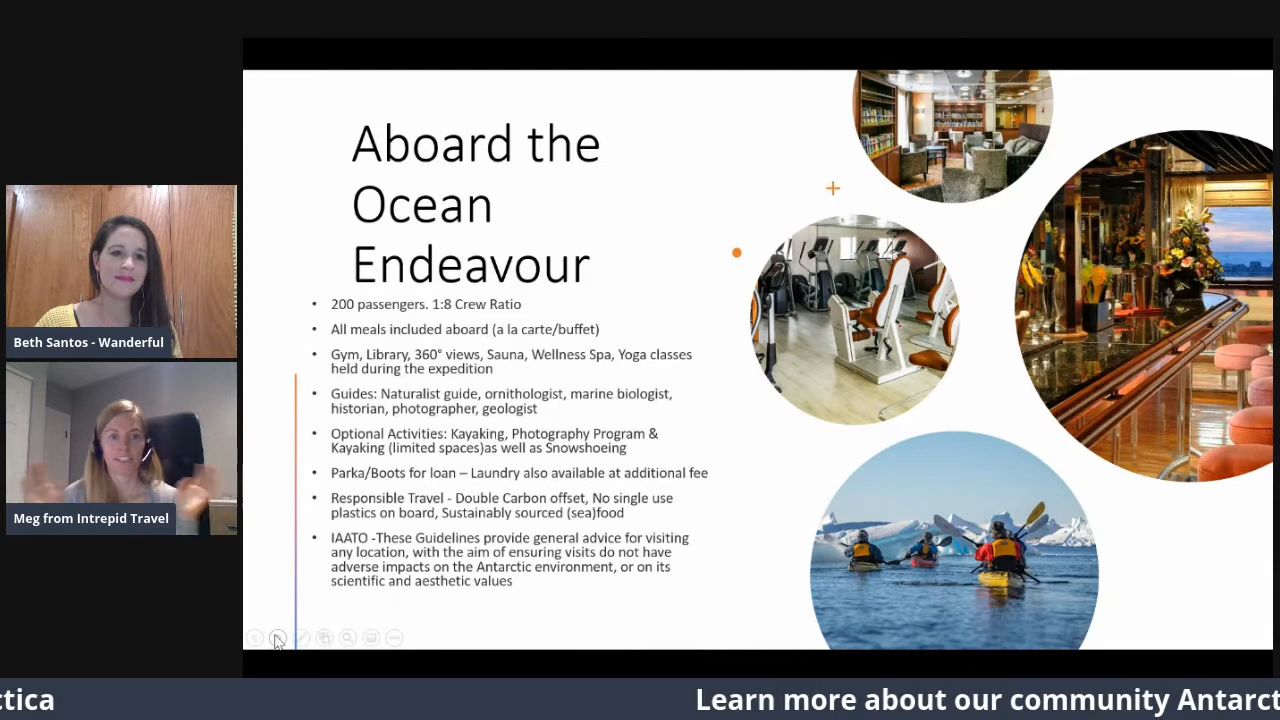 Aboard the
Ocean
Endeavour
• 200 passengers. 1:8 Crew Ratio
• All meals included aboard (a la carte/buffet)
• Gym, Library, 360° views, Sauna, Wellness Spa, Yoga classes
held during the expedition
• Guides: Naturalist guide, ornithologist, marine biologist,
historian, photographer, geologist
• Optional Activities: Kayaking, Photography Program &
Kayaking (limited spaces)as well as Snowshoeing
• Parka/Boots for loan – Laundry also available at additional fee
• Responsible Travel - Double Carbon offset, No single use
plastics on board, Sustainably sourced (sea)food
• IAATO -These Guidelines provide general advice for visiting
any location, with the aim of ensuring visits do not have
adverse impacts on the Antarctic environment, or on its
scientific and aesthetic values
Beth Santos - Wanderful
Meg from Intrepid Travel
ctica
Learn more about our community Antarct